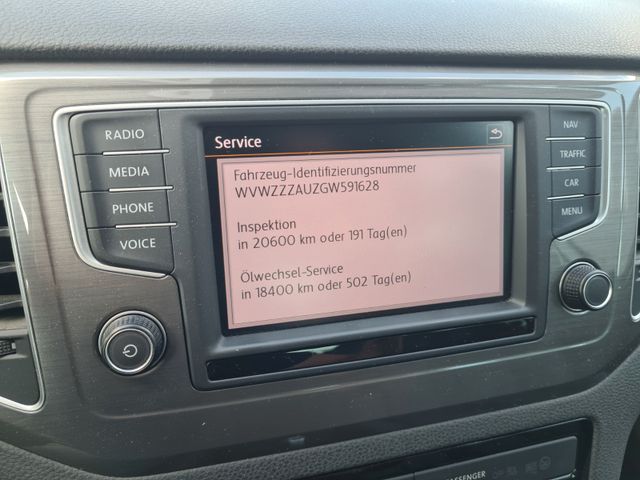 RADIO
MEDIA
PHONE
VOICE
Service
Fahrzeug-Identifizierungsnummer
WVWZZZAUZGW591628
Inspektion
in 20600 km oder 191 Tag(en)
Ölwechsel-Service
in 18400 km oder 502 Tag(en)
NAV
TRAFFIC
CAR
MENU